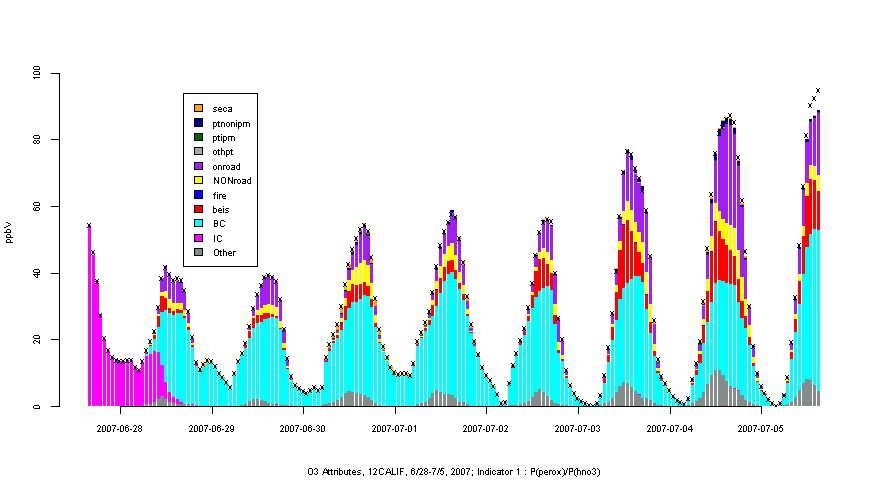 100
80
60
40
20
0
ppbV
seca
ptnonipm
ptipm
othpt
onroad
NONroad
fire
beis
BC
IC
Other
2007-06-28
2007-06-29
2007-06-30
2007-07-01
2007-07-02
2007-07-03
2007-07-04
2007-07-05
O3 Attributes, 12CALIF, 6/28-7/5, 2007; Indicator 1 : P(perox)/P(hno3)